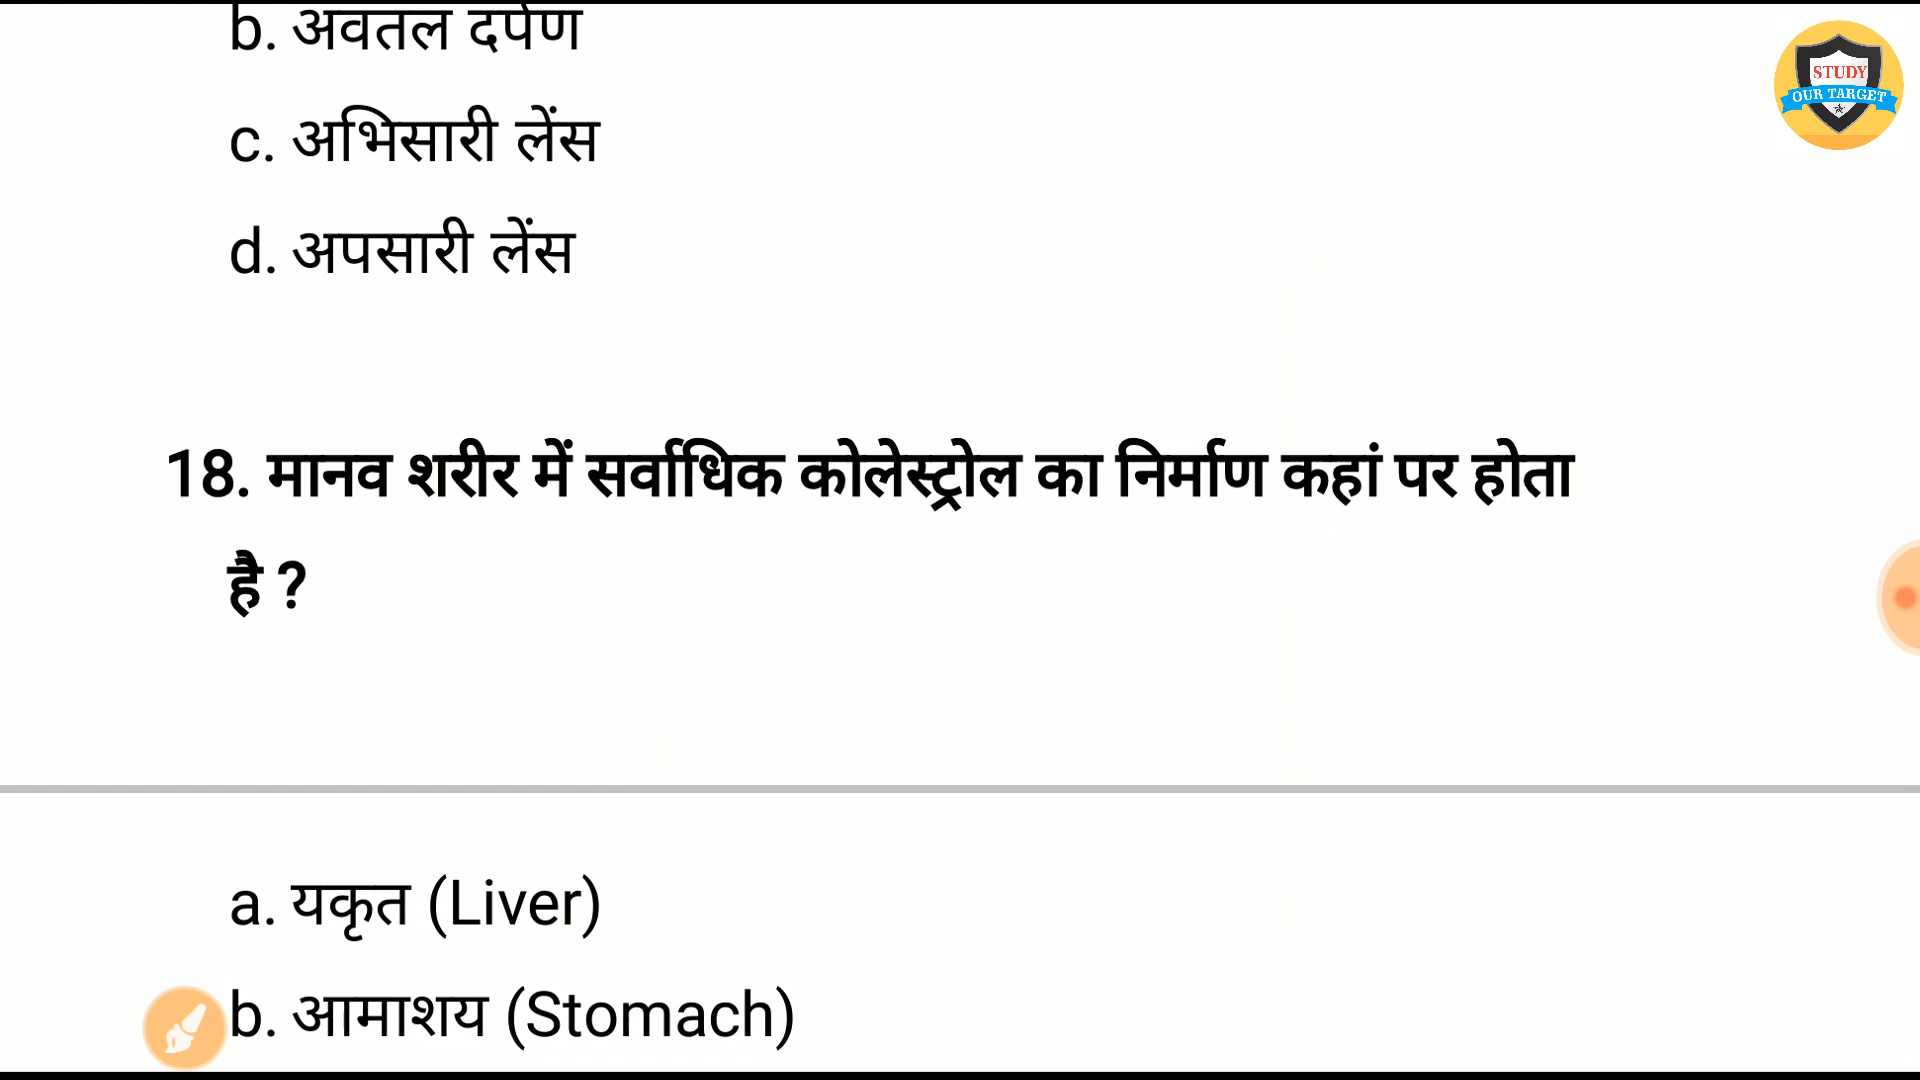 b. अवतल दर्पण
c. अभिसारी लेंस
d. अपसारी लेंस
STUDY
OUR TARGET
18. मानव शरीर में सर्वाधिक कोलेस्ट्रोल का निर्माण कहां पर होता
है ?
a. यकृत (Liver)
b. आमाशय (Stomach)